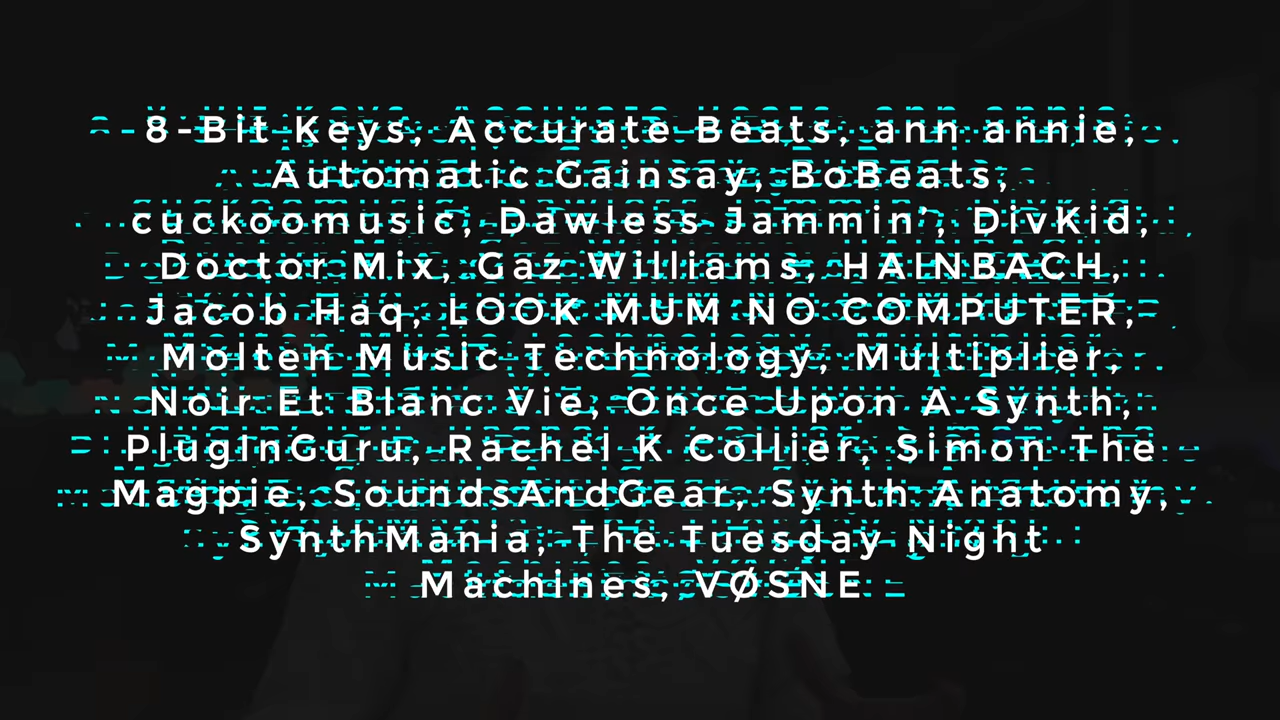 8-Bit Keys, Accurate Beats, ann annie,
Automatic Gainsay, BoBeats,
cuckoomusic, Dawless Jammin', DivKid,
Doctor Mix, Gaz Williams, HAINBACH,
Jacob Haq, LOOK MUM NO COMPUTER,
Molten Music Technology, Multiplier,
Noir Et Blanc Vie, Once Upon A Synth,
PlugInGuru, Rachel K Collier, Simon The
Magpie, SoundsAndGear, Synth Anatomy,
SynthMania, The Tuesday Night
Machines, VØSNE